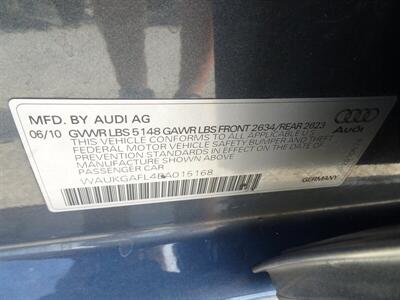 MFD. BY AUDI AG
06/10 GVWR LBS 5148 GAWR LBS FRONT 2634/REAR 2623
THIS VEHICLE CONFORMS TO ALL APPLICABLE U.S.
FEDERAL MOTOR VEHICLE SAFETY BUMPER AND THEFT
PREVENTION STANDARDS IN EFFECT ON THE DATE OF
MANUFACTURE SHOWN ABOVE
PASSENGER CAR
Audi
GERMANY